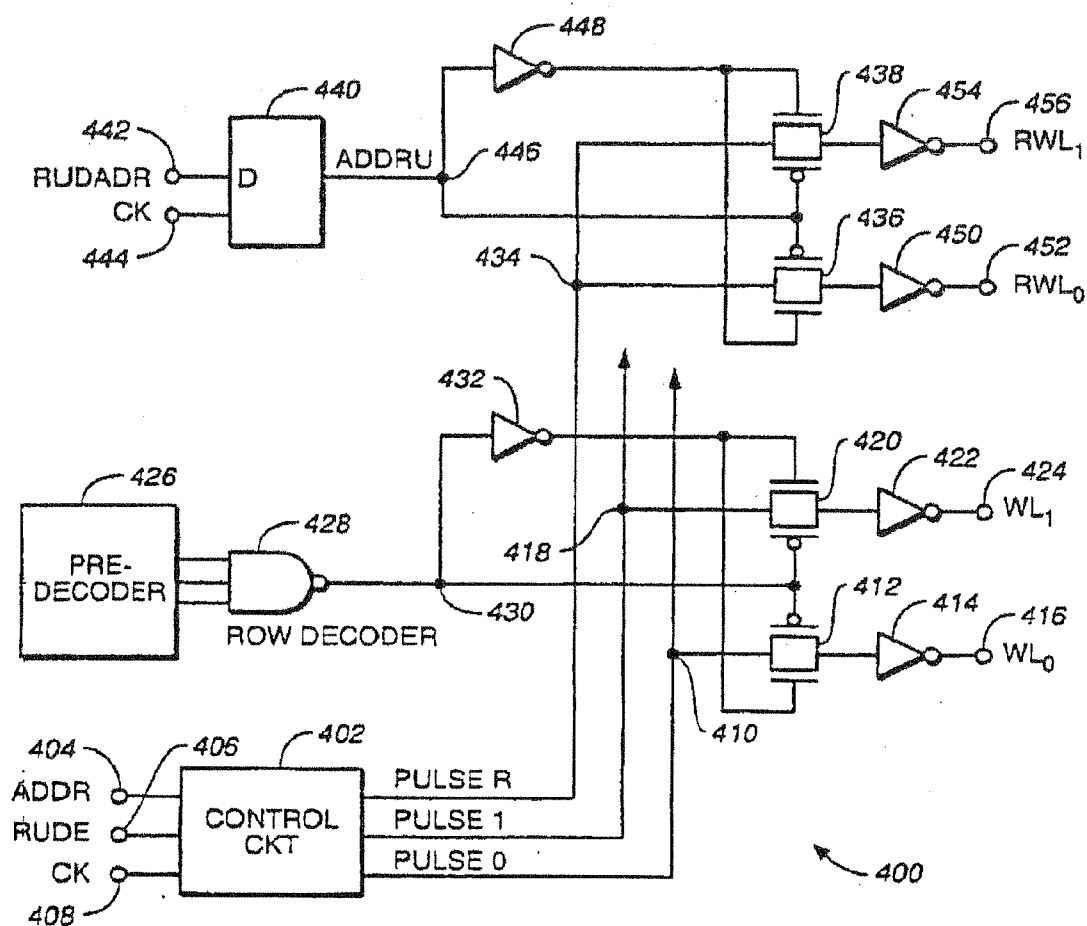 448
440
438
454
456
442
ADDRU
446
RWL₁
RUDADR
D
CK
436
450
452
444
434
RWL₀
432
420
422
424
426
428
WL₁
418
PRE-
DECODER
412
414
416
430
ROW DECODER
WL₀
410
404
406
402
ADDR
PULSE R
RUDE
CONTROL
CKT
PULSE 1
CK
PULSE 0
400
408